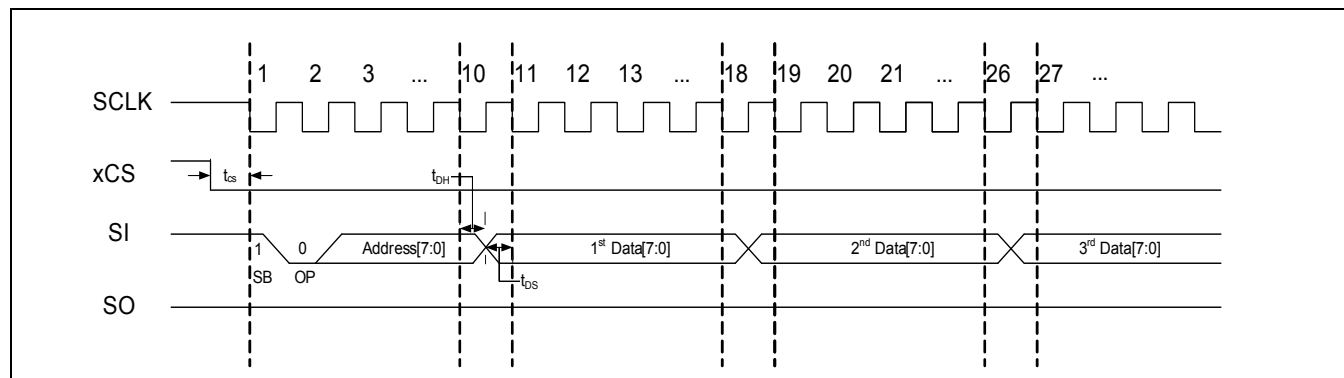 1 2 3 ... 10 11 12 13 ... 18 19 20 21 ... 26 27 ...
SCLK
xCS
tcs
tDH
SI
1 0 Address[7:0] 1st Data[7:0] 2nd Data[7:0] 3rd Data[7:0]
SB OP
tDS
SO